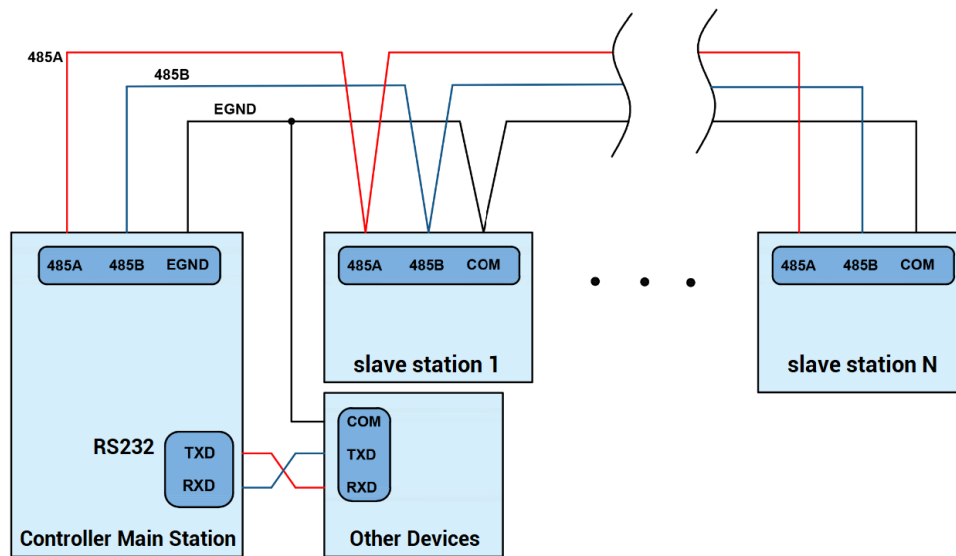 485A
485B
EGND
485A 485B EGND
485A 485B COM
485A 485B COM
slave station 1
slave station N
RS232
TXD
RXD
COM
TXD
RXD
Controller Main Station
Other Devices